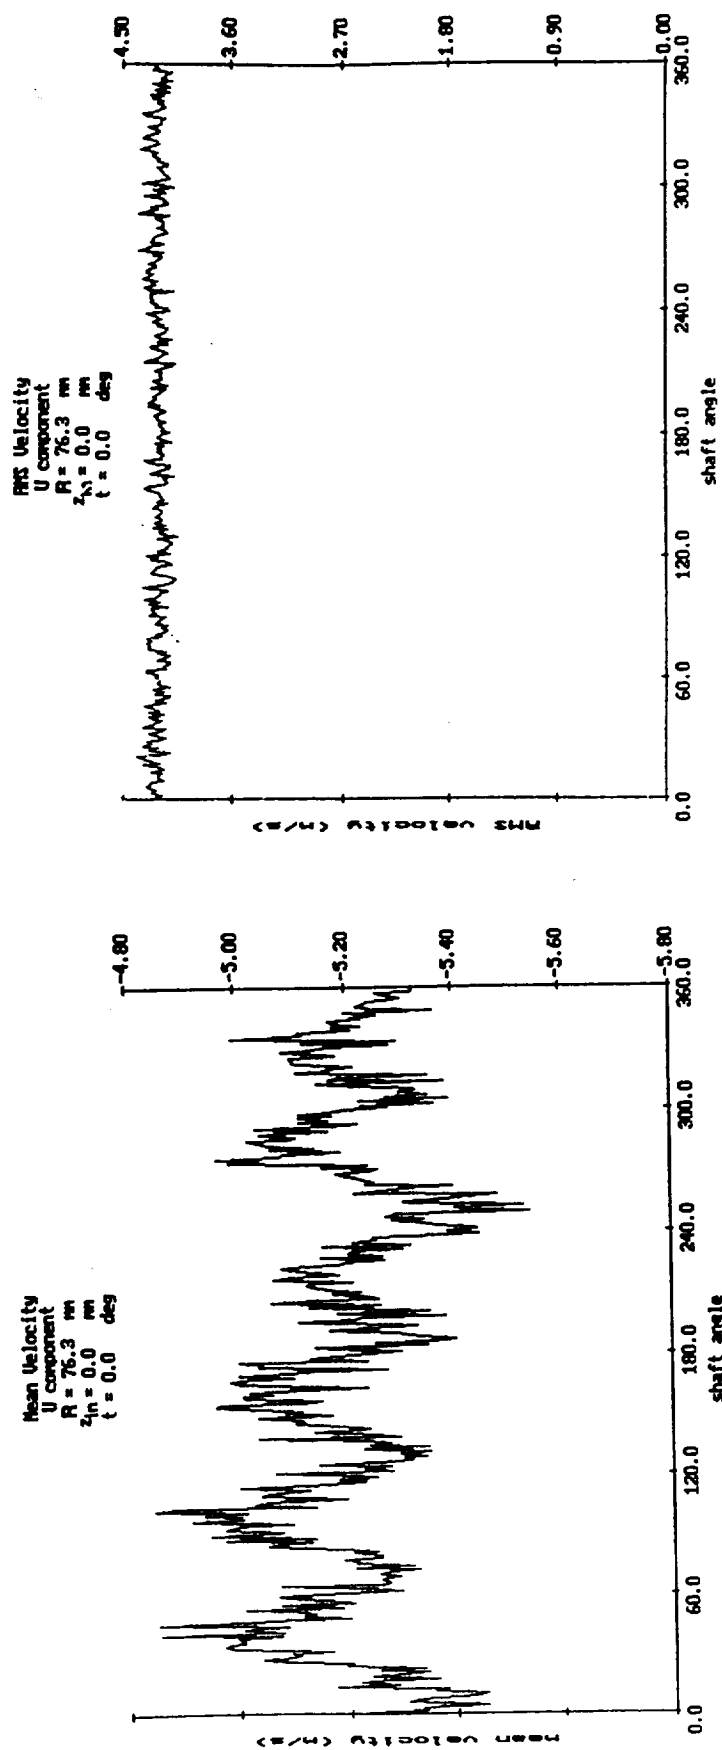 Mean Velocity
U component
R = 76.3 mm
z_in = 0.0 mm
t = 0.0 deg
mean velocity (m/s)
-4.80
-5.00
-5.20
-5.40
-5.60
-5.80
0.0
60.0
120.0
180.0
240.0
300.0
360.0
shaft angle
RMS Velocity
U component
R = 76.3 mm
z = 0.0 mm
t = 0.0 deg
RMS velocity (m/s)
4.50
3.60
2.70
1.80
0.90
0.00
0.0
60.0
120.0
180.0
240.0
300.0
360.0
shaft angle